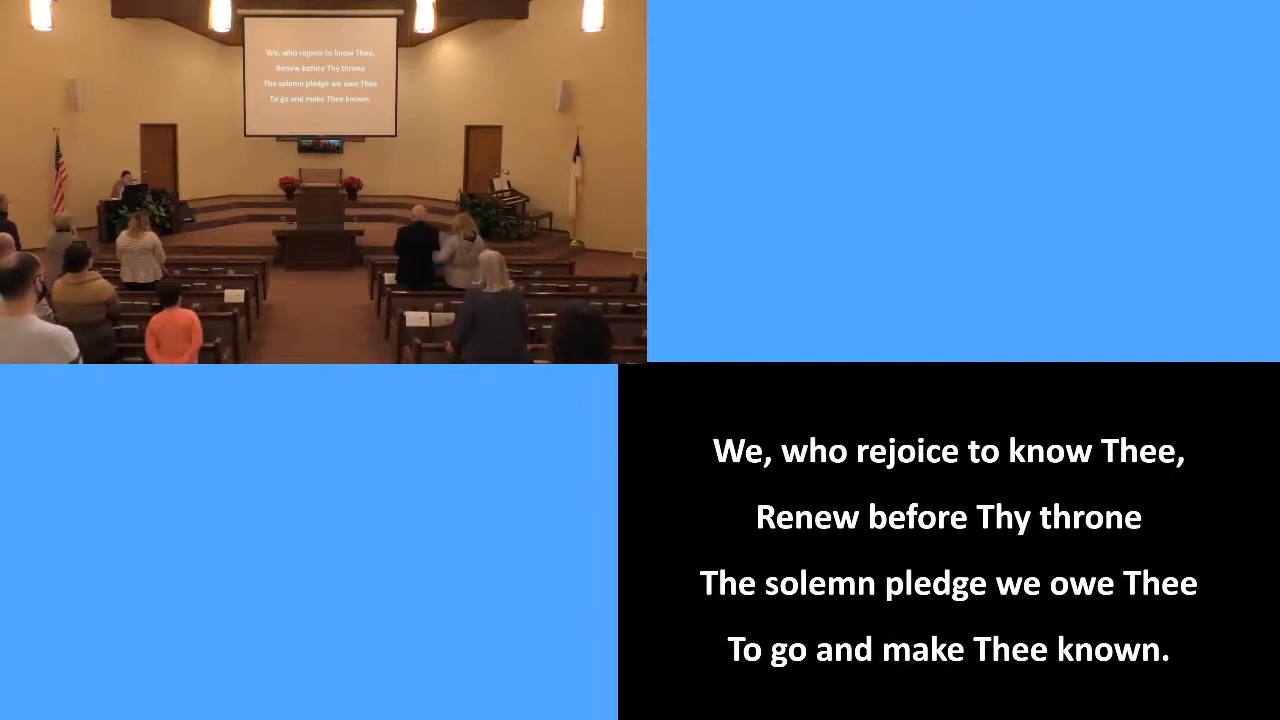 We, who rejoice to know Thee,
Renew before Thy throne
The solemn pledge we owe Thee
To go and make Thee known.
We, who rejoice to know Thee,
Renew before Thy throne
The solemn pledge we owe Thee
To go and make Thee known.